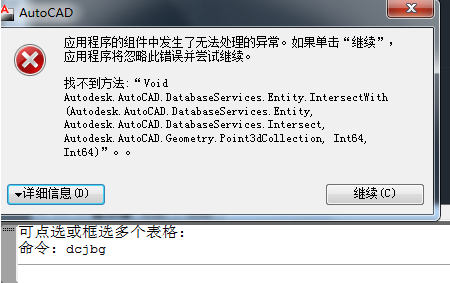 AutoCAD
应用程序的组件中发生了无法处理的异常。如果单击“继续”，
应用程序将忽略此错误并尝试继续。
找不到方法:“Void
Autodesk.AutoCAD.DatabaseServices.Entity.IntersectWith
(Autodesk.AutoCAD.DatabaseServices.Entity,
Autodesk.AutoCAD.DatabaseServices.Intersect,
Autodesk.AutoCAD.Geometry.Point3dCollection, Int64,
Int64)”。。
详细信息(D)
继续(C)
可点选或框选多个表格:
命令: dcjbg